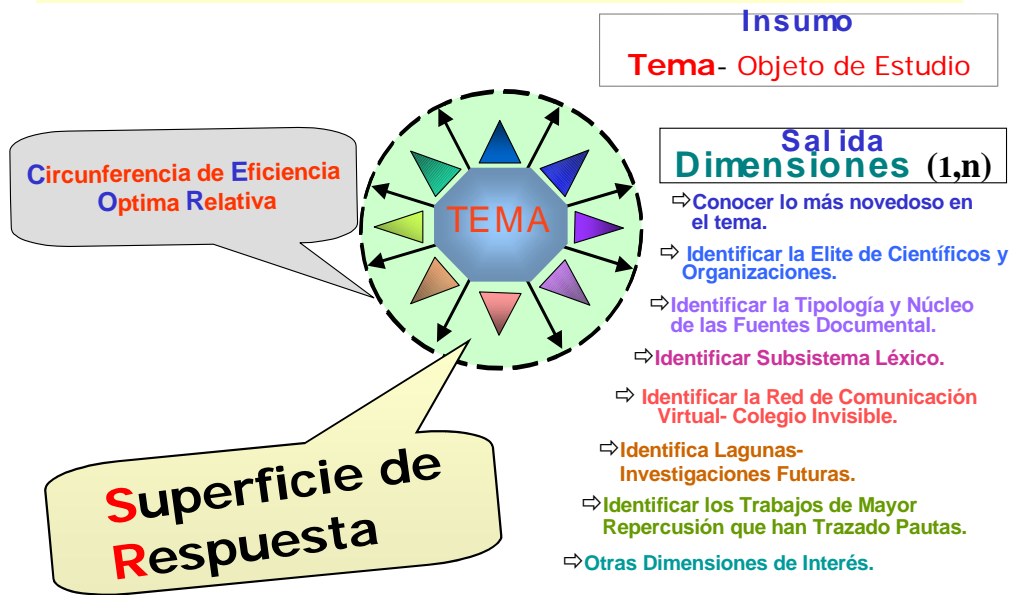 Insumo
Tema- Objeto de Estudio
Circunferencia de Eficiencia
Optima Relativa
TEMA
Superficie de
Respuesta
Salida
Dimensiones (1,n)
⇨Conocer lo más novedoso en
el tema.
⇨ Identificar la Elite de Científicos y
Organizaciones.
⇨Identificar la Tipología y Núcleo
de las Fuentes Documental.
⇨Identificar Subsistema Léxico.
⇨ Identificar la Red de Comunicación
Virtual- Colegio Invisible.
⇨Identifica Lagunas-
Investigaciones Futuras.
⇨Identificar los Trabajos de Mayor
Repercusión que han Trazado Pautas.
⇨Otras Dimensiones de Interés.